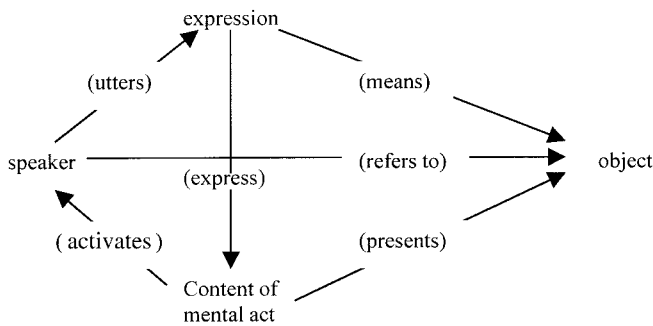 expression
(utters)
(means)
speaker
(refers to)
object
(express)
( activates )
(presents)
Content of
mental act